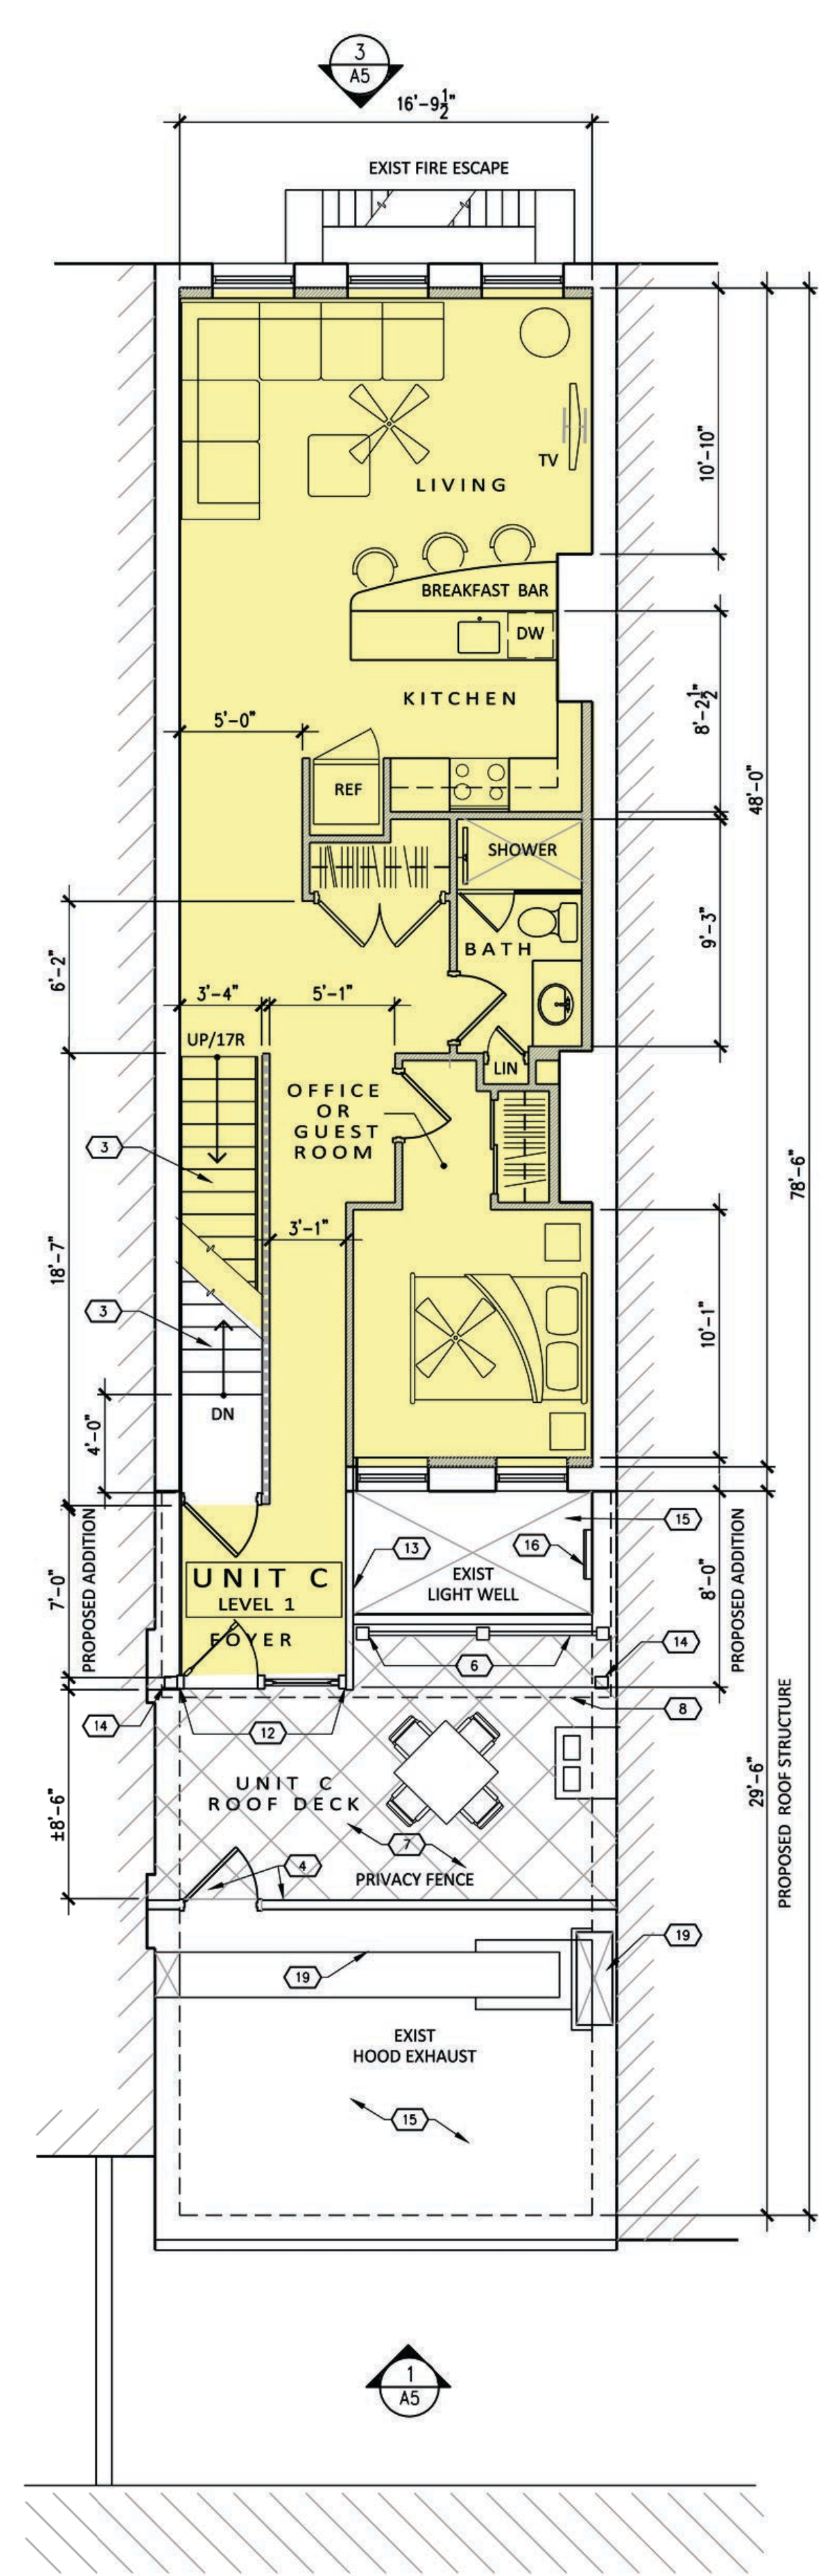 3
A5
16'-9½"
EXIST FIRE ESCAPE
10'-10"
TV
LIVING
BREAKFAST BAR
DW
KITCHEN
8'-2½"
5'-0"
REF
48'-0"
SHOWER
9'-3"
BATH
6'-2"
3'-4"
5'-1"
UP/17R
LIN
OFFICE
OR
GUEST
ROOM
3
78'-6"
3'-1"
18'-7"
3
10'-1"
DN
4'-0"
15
PROPOSED ADDITION
7'-0"
13
16
EXIST
LIGHT WELL
8'-0"
PROPOSED ADDITION
UNIT C
LEVEL 1
FOYER
14
6
8
14
12
UNIT C
ROOF DECK
29'-6"
PROPOSED ROOF STRUCTURE
±8'-6"
7
4
PRIVACY FENCE
19
19
EXIST
HOOD EXHAUST
15
1
A5